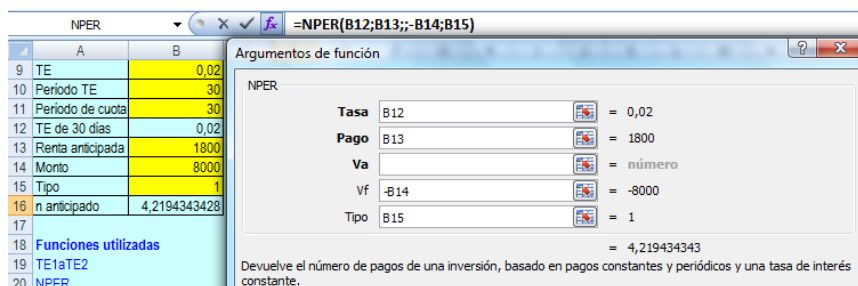 NPER =NPER(B12;B13;;-B14;B15)
A B
9 TE 0,02
10 Período TE 30
11 Período de cuota 30
12 TE de 30 días 0,02
13 Renta anticipada 1800
14 Monto 8000
15 Tipo 1
16 n anticipado 4,2194343428
17
18 Funciones utilizadas
19 TE1aTE2
20 NPER
Argumentos de función
NPER
Tasa B12 = 0,02
Pago B13 = 1800
Va = número
Vf -B14 = -8000
Tipo B15 = 1
= 4,219434343
Devuelve el número de pagos de una inversión, basado en pagos constantes y periódicos y una tasa de interés
constante.